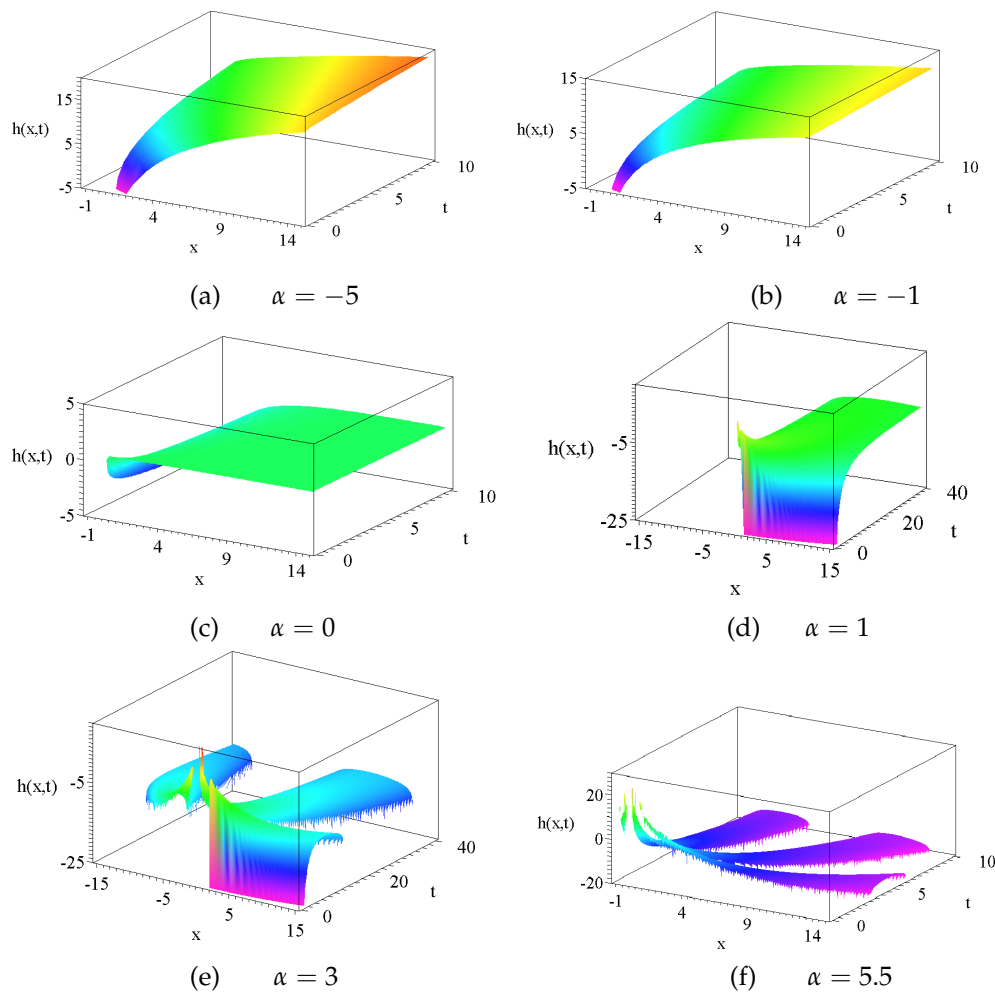 15
h(x,t)
5
-5
-1
4
9
14
x
0
5
10
t
(a) α = −5
15
h(x,t)
5
-5
-1
4
9
14
x
0
5
10
t
(b) α = −1
5
h(x,t)
0
-5
-1
4
9
14
x
0
5
10
t
(c) α = 0
h(x,t)
-5
-25
-15
-5
5
15
x
0
20
40
t
(d) α = 1
h(x,t)
-5
-25
-15
-5
5
15
x
0
20
40
t
(e) α = 3
20
h(x,t)
0
-20
-1
4
9
14
x
0
5
10
t
(f) α = 5.5